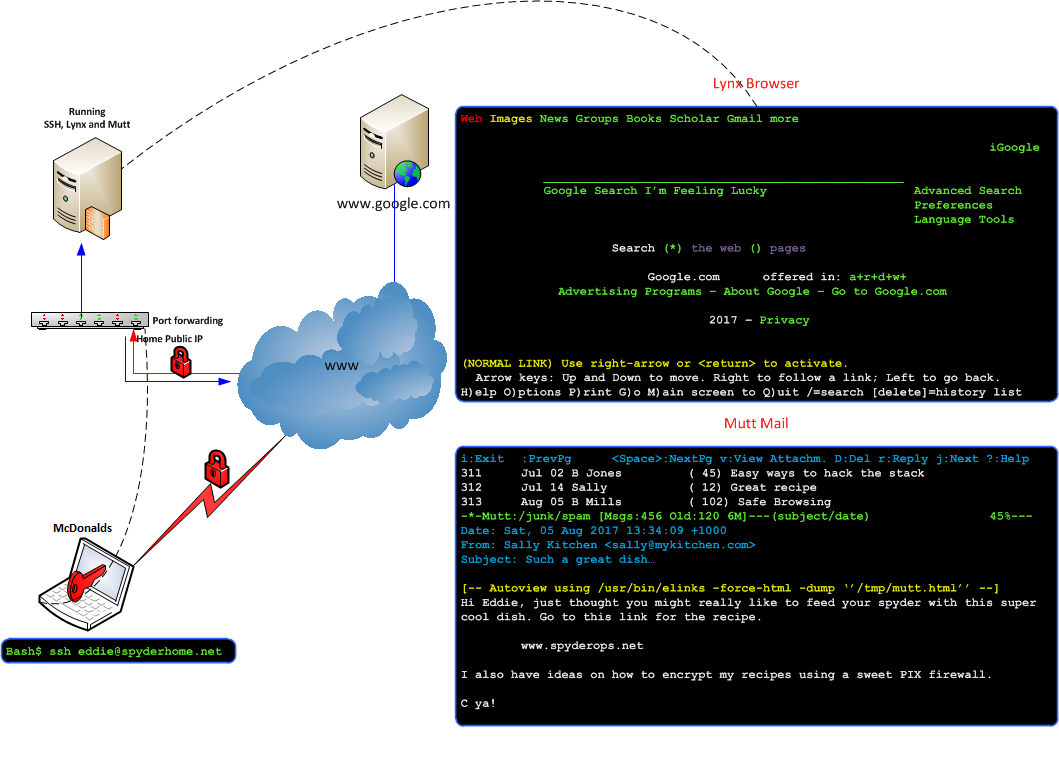 Running
SSH, Lynx and Mutt
www.google.com
Port forwarding
Home Public IP
www
McDonalds
Bash$ ssh eddie@spyderhome.net
Lynx Browser
Web Images News Groups Books Scholar Gmail more
iGoogle
Google Search I'm Feeling Lucky Advanced Search
Preferences
Language Tools
Search (*) the web () pages
Google.com offered in: a+r+d+w+
Advertising Programs – About Google – Go to Google.com
2017 – Privacy
(NORMAL LINK) Use right-arrow or <return> to activate.
Arrow keys: Up and Down to move. Right to follow a link; Left to go back.
H)elp O)ptions P)rint G)o M)ain screen to Q)uit /=search [delete]=history list
Mutt Mail
i:Exit :PrevPg <Space>:NextPg v:View Attachm. D:Del r:Reply j:Next ?:Help
311 Jul 02 B Jones ( 45) Easy ways to hack the stack
312 Jul 14 Sally ( 12) Great recipe
313 Aug 05 B Mills ( 102) Safe Browsing
-*-Mutt:/junk/spam [Msgs:456 Old:120 6M]---(subject/date) 45%---
Date: Sat, 05 Aug 2017 13:34:09 +1000
From: Sally Kitchen <sally@mykitchen.com>
Subject: Such a great dish…
[-- Autoview using /usr/bin/elinks -force-html -dump ‘’/tmp/mutt.html’’ --]
Hi Eddie, just thought you might really like to feed your spyder with this super
cool dish. Go to this link for the recipe.
www.spyderops.net
I also have ideas on how to encrypt my recipes using a sweet PIX firewall.
C ya!